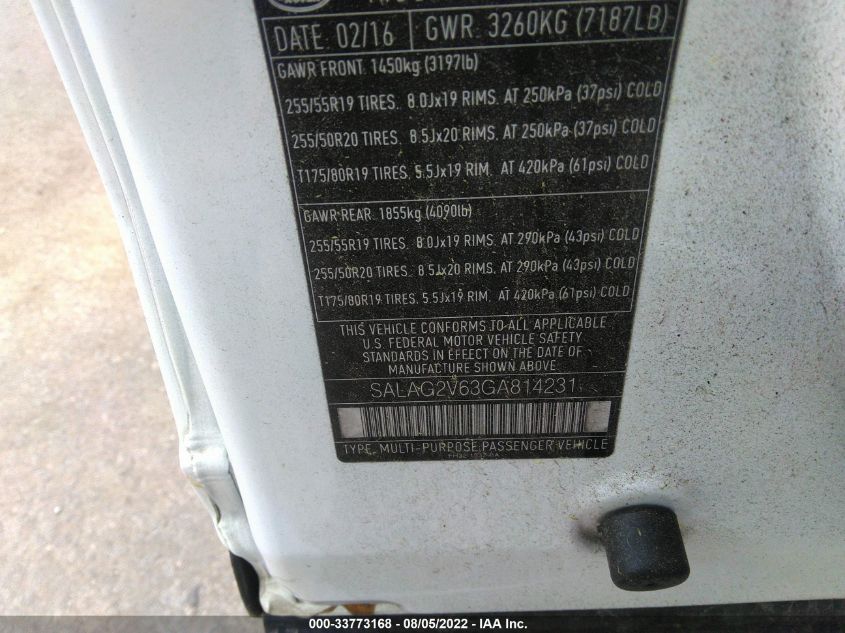 DATE: 02/16 GWR: 3260KG (7187LB)
GAWR FRONT 1450kg (3197lb)
255/55R19 TIRES. 8.0Jx19 RIMS. AT 250kPa (37psi) COLD
255/50R20 TIRES. 8.5Jx20 RIMS. AT 250kPa (37psi) COLD
T175/80R19 TIRES. 5.5Jx19 RIM. AT 420kPa (61psi) COLD
GAWR REAR 1855kg (4090lb)
255/55R19 TIRES. 8.0Jx19 RIMS. AT 290kPa (43psi) COLD
255/50R20 TIRES. 8.5Jx20 RIMS. AT 290kPa (43psi) COLD
T175/80R19 TIRES. 5.5Jx19 RIM. AT 420kPa (61psi) COLD
THIS VEHICLE CONFORMS TO ALL APPLICABLE
U.S. FEDERAL MOTOR VEHICLE SAFETY
STANDARDS IN EFFECT ON THE DATE OF
MANUFACTURE SHOWN ABOVE.
SALAG2V63GA814231
TYPE. MULTI-PURPOSE PASSENGER VEHICLE
000-33773168 - 08/05/2022 - IAA Inc.